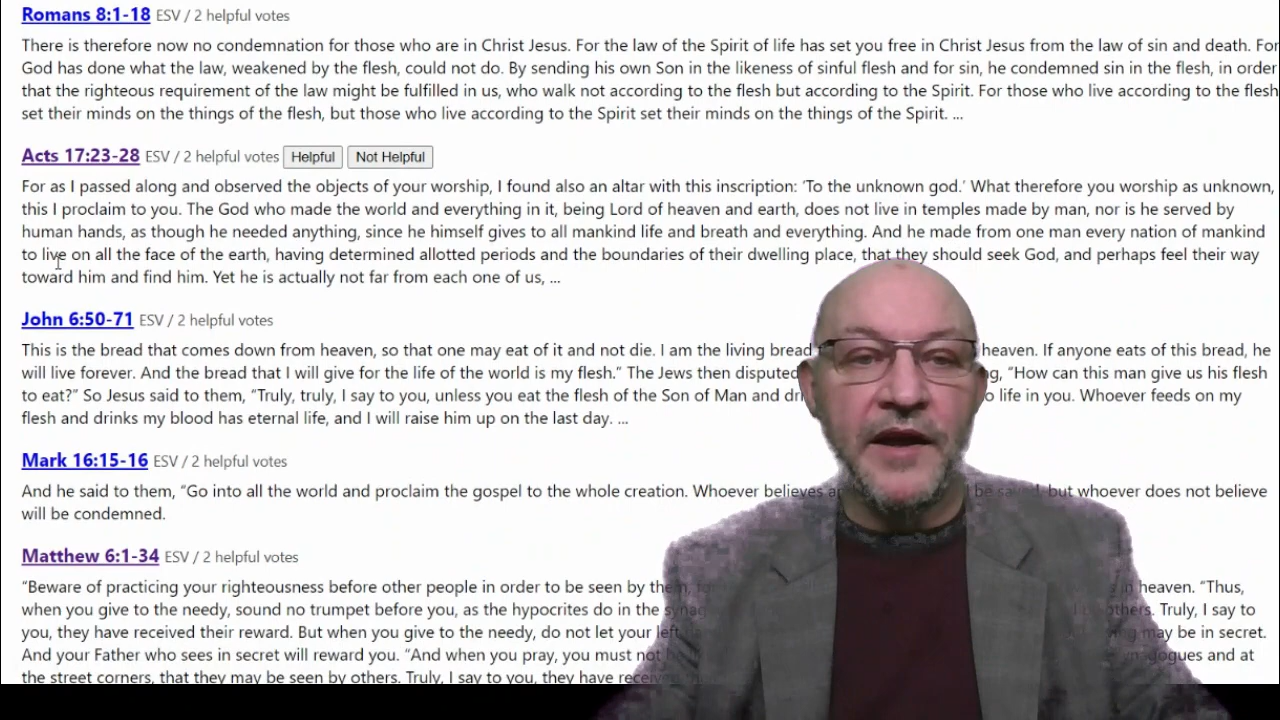 Romans 8:1-18 ESV / 2 helpful votes
There is therefore now no condemnation for those who are in Christ Jesus. For the law of the Spirit of life has set you free in Christ Jesus from the law of sin and death. For
God has done what the law, weakened by the flesh, could not do. By sending his own Son in the likeness of sinful flesh and for sin, he condemned sin in the flesh, in order
that the righteous requirement of the law might be fulfilled in us, who walk not according to the flesh but according to the Spirit. For those who live according to the flesh
set their minds on the things of the flesh, but those who live according to the Spirit set their minds on the things of the Spirit. ...
Acts 17:23-28 ESV / 2 helpful votes Helpful Not Helpful
For as I passed along and observed the objects of your worship, I found also an altar with this inscription: ‘To the unknown god.’ What therefore you worship as unknown,
this I proclaim to you. The God who made the world and everything in it, being Lord of heaven and earth, does not live in temples made by man, nor is he served by
human hands, as though he needed anything, since he himself gives to all mankind life and breath and everything. And he made from one man every nation of mankind
to live on all the face of the earth, having determined allotted periods and the boundaries of their dwelling place, that they should seek God, and perhaps feel their way
toward him and find him. Yet he is actually not far from each one of us, ...
John 6:50-71 ESV / 2 helpful votes
This is the bread that comes down from heaven, so that one may eat of it and not die. I am the living bread heaven. If anyone eats of this bread, he
will live forever. And the bread that I will give for the life of the world is my flesh.” The Jews then disputed “How can this man give us his flesh
to eat?” So Jesus said to them, “Truly, truly, I say to you, unless you eat the flesh of the Son of Man and life in you. Whoever feeds on my
flesh and drinks my blood has eternal life, and I will raise him up on the last day. ...
Mark 16:15-16 ESV / 2 helpful votes
And he said to them, “Go into all the world and proclaim the gospel to the whole creation. Whoever believes be saved, but whoever does not believe
will be condemned.
Matthew 6:1-34 ESV / 2 helpful votes
“Beware of practicing your righteousness before other people in order to be seen by them, in heaven. “Thus,
when you give to the needy, sound no trumpet before you, as the hypocrites do in the others. Truly, I say to
you, they have received their reward. But when you give to the needy, do not let your left may be in secret.
And your Father who sees in secret will reward you. “And when you pray, you must not synagogues and at
the street corners, that they may be seen by others. Truly, I say to you, they have received